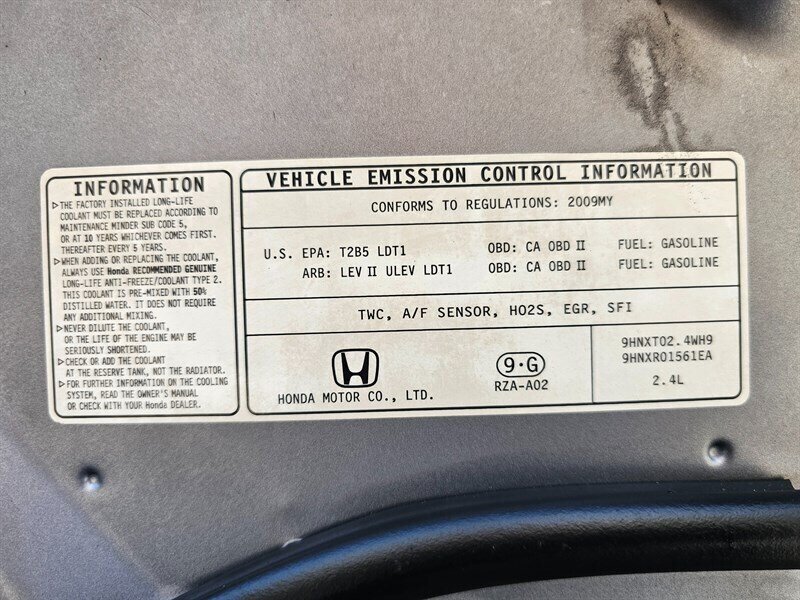 INFORMATION
▷THE FACTORY INSTALLED LONG-LIFE
COOLANT MUST BE REPLACED ACCORDING TO
MAINTENANCE MINDER SUB CODE 5,
OR AT 10 YEARS WHICHEVER COMES FIRST.
THEREAFTER EVERY 5 YEARS.
▷WHEN ADDING OR REPLACING THE COOLANT,
ALWAYS USE Honda RECOMMENDED GENUINE
LONG-LIFE ANTI-FREEZE/COOLANT TYPE 2.
THIS COOLANT IS PRE-MIXED WITH 50%
DISTILLED WATER. IT DOES NOT REQUIRE
ANY ADDITIONAL MIXING.
▷NEVER DILUTE THE COOLANT,
OR THE LIFE OF THE ENGINE MAY BE
SERIOUSLY SHORTENED.
▷CHECK OR ADD THE COOLANT
AT THE RESERVE TANK, NOT THE RADIATOR.
▷FOR FURTHER INFORMATION ON THE COOLING
SYSTEM, READ THE OWNER'S MANUAL
OR CHECK WITH YOUR Honda DEALER.
VEHICLE EMISSION CONTROL INFORMATION
CONFORMS TO REGULATIONS: 2009MY
U.S. EPA: T2B5 LDT1 OBD: CA OBD II FUEL: GASOLINE
ARB: LEV II ULEV LDT1 OBD: CA OBD II FUEL: GASOLINE
TWC, A/F SENSOR, HO2S, EGR, SFI
HONDA MOTOR CO., LTD.
9·G
RZA-A02
9HNXT02.4WH9
9HNXR0156IEA
2.4L